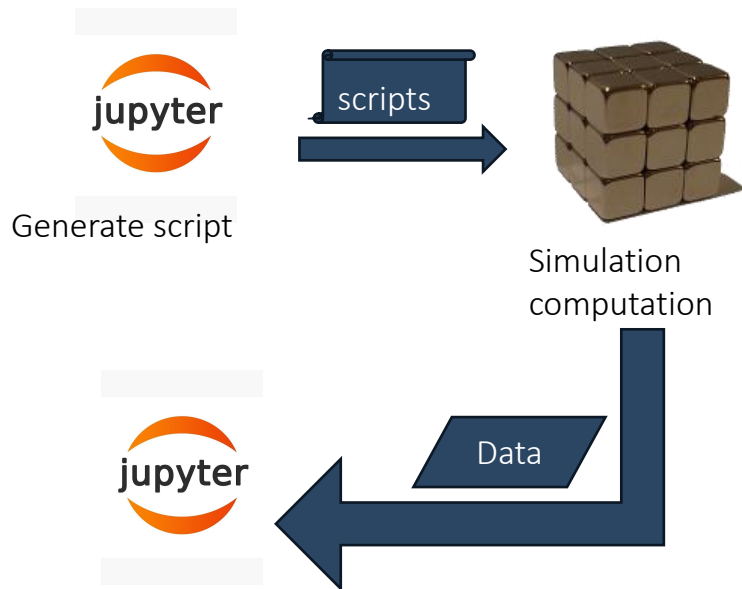 jupyter
scripts
Generate script
Simulation
computation
Data
jupyter